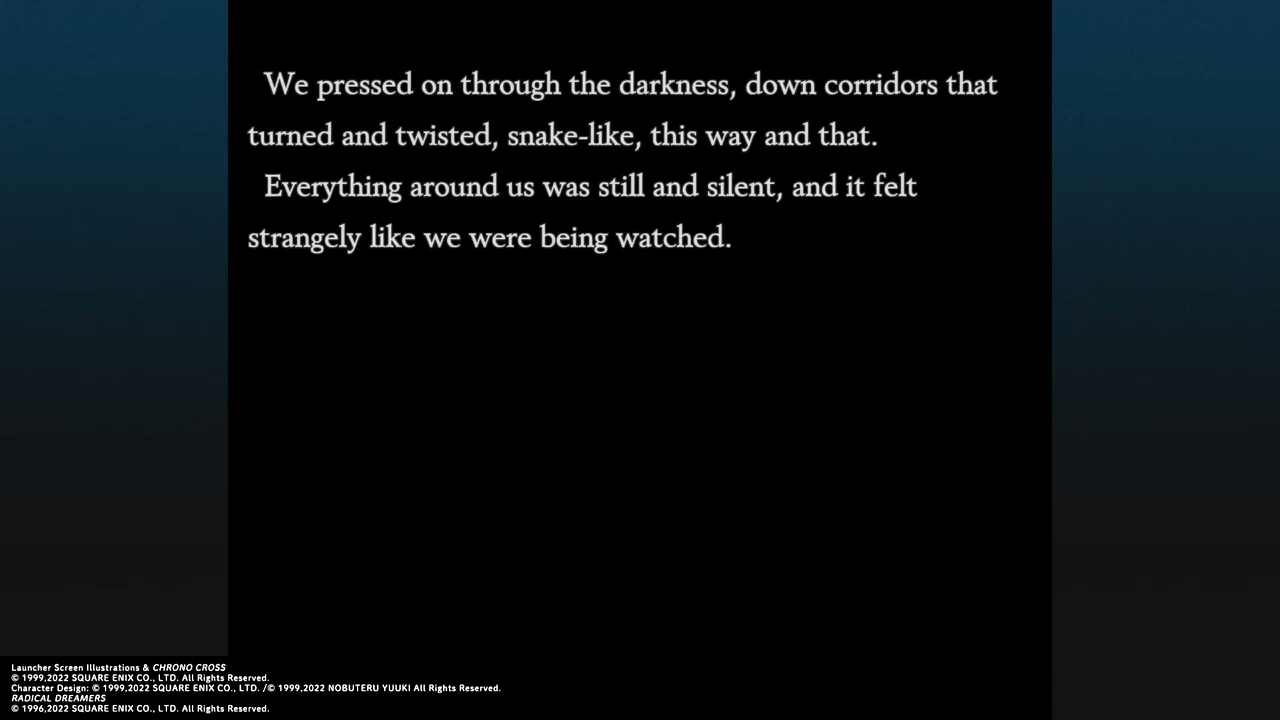 We pressed on through the darkness, down corridors that
turned and twisted, snake-like, this way and that.
Everything around us was still and silent, and it felt
strangely like we were being watched.
Launcher Screen Illustrations & CHRONO CROSS
© 1999,2022 SQUARE ENIX CO., LTD. All Rights Reserved.
Character Design: © 1999,2022 SQUARE ENIX CO., LTD. /© 1999,2022 NOBUTERU YUUKI All Rights Reserved.
RADICAL DREAMERS
© 1996,2022 SQUARE ENIX CO., LTD. All Rights Reserved.